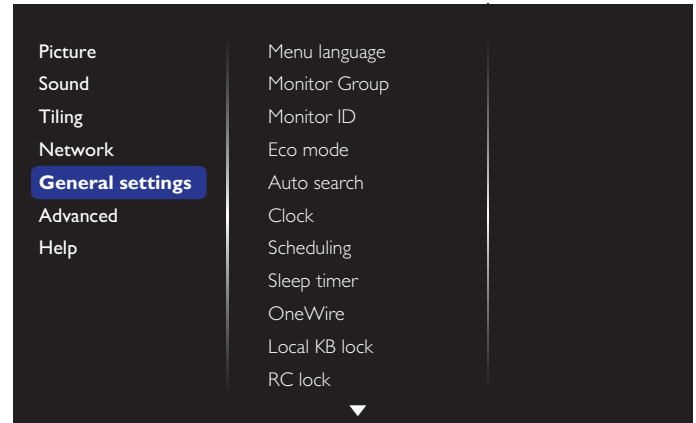 Picture
Sound
Tiling
Network
General settings
Advanced
Help
Menu language
Monitor Group
Monitor ID
Eco mode
Auto search
Clock
Scheduling
Sleep timer
OneWire
Local KB lock
RC lock